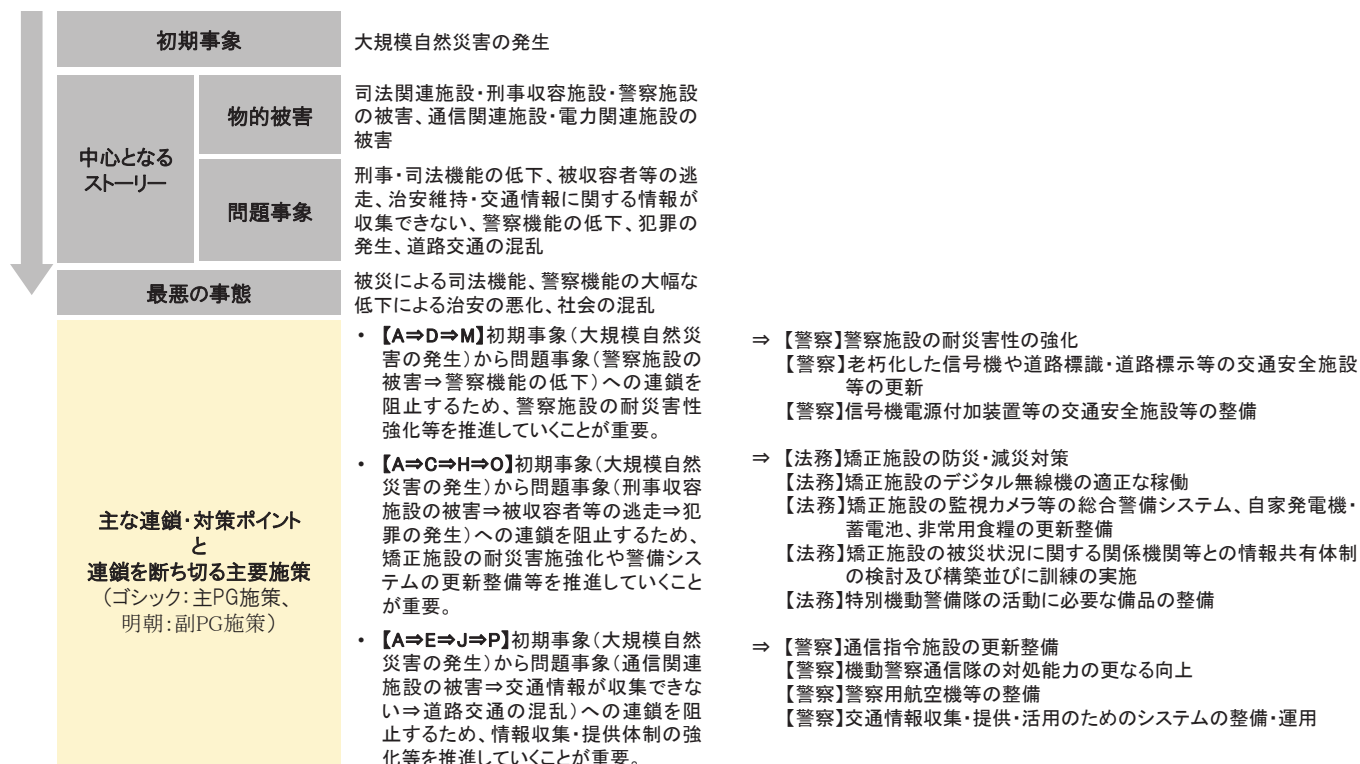 初期事象
大規模自然災害の発生
中心となる
ストーリー
物的被害
司法関連施設・刑事収容施設・警察施設
の被害、通信関連施設・電力関連施設の
被害
問題事象
刑事・司法機能の低下、被収容者等の逃
走、治安維持・交通情報に関する情報が
収集できない、警察機能の低下、犯罪の
発生、道路交通の混乱
最悪の事態
被災による司法機能、警察機能の大幅な
低下による治安の悪化、社会の混乱
主な連鎖・対策ポイント
と
連鎖を断ち切る主要施策
(ゴシック:主PG施策、
明朝:副PG施策)
・ 【A⇒D⇒M】初期事象(大規模自然災
害の発生)から問題事象(警察施設の
被害⇒警察機能の低下)への連鎖を
阻止するため、警察施設の耐災害性
強化等を推進していくことが重要。
⇒ 【警察】警察施設の耐災害性の強化
【警察】老朽化した信号機や道路標識・道路標示等の交通安全施設
等の更新
【警察】信号機電源付加装置等の交通安全施設等の整備
・ 【A⇒C⇒H⇒O】初期事象(大規模自然
災害の発生)から問題事象(刑事収容
施設の被害⇒被収容者等の逃走⇒犯
罪の発生)への連鎖を阻止するため、
矯正施設の耐災害施強化や警備シス
テムの更新整備等を推進していくこと
が重要。
⇒ 【法務】矯正施設の防災・減災対策
【法務】矯正施設のデジタル無線機の適正な稼働
【法務】矯正施設の監視カメラ等の総合警備システム、自家発電機・
蓄電池、非常用食糧の更新整備
【法務】矯正施設の被災状況に関する関係機関等との情報共有体制
の検討及び構築並びに訓練の実施
【法務】特別機動警備隊の活動に必要な備品の整備
・ 【A⇒E⇒J⇒P】初期事象(大規模自然
災害の発生)から問題事象(通信関連
施設の被害⇒交通情報が収集できな
い⇒道路交通の混乱)への連鎖を阻
止するため、情報収集・提供体制の強
化等を推進していくことが重要。
⇒ 【警察】通信指令施設の更新整備
【警察】機動警察通信隊の対処能力の更なる向上
【警察】警察用航空機等の整備
【警察】交通情報収集・提供・活用のためのシステムの整備・運用